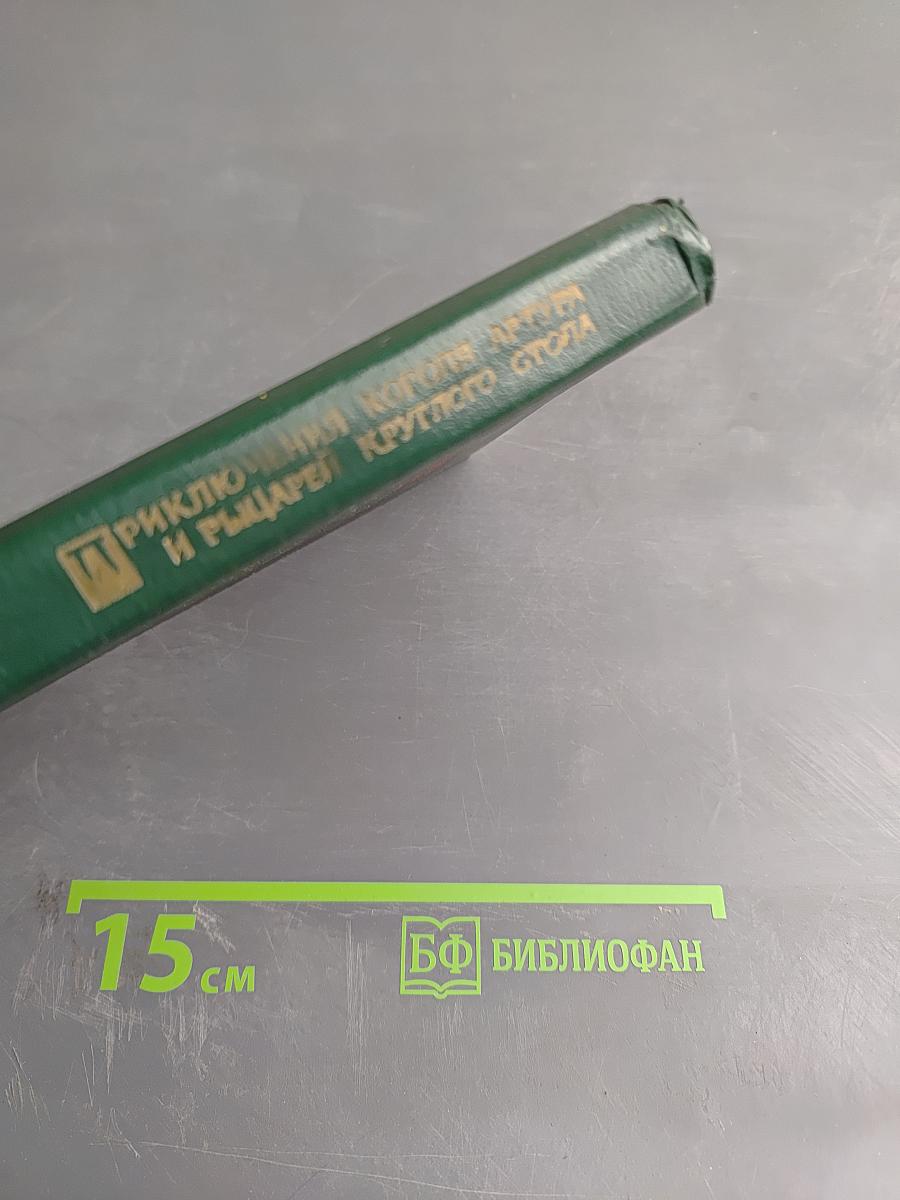 ПРИКЛЮЧЕНИЯ КОРОЛЯ АРТУРА
И РЫЦАРЕЙ КРУГЛОГО СТОЛА
15 см
БФ БИБЛИОФАН